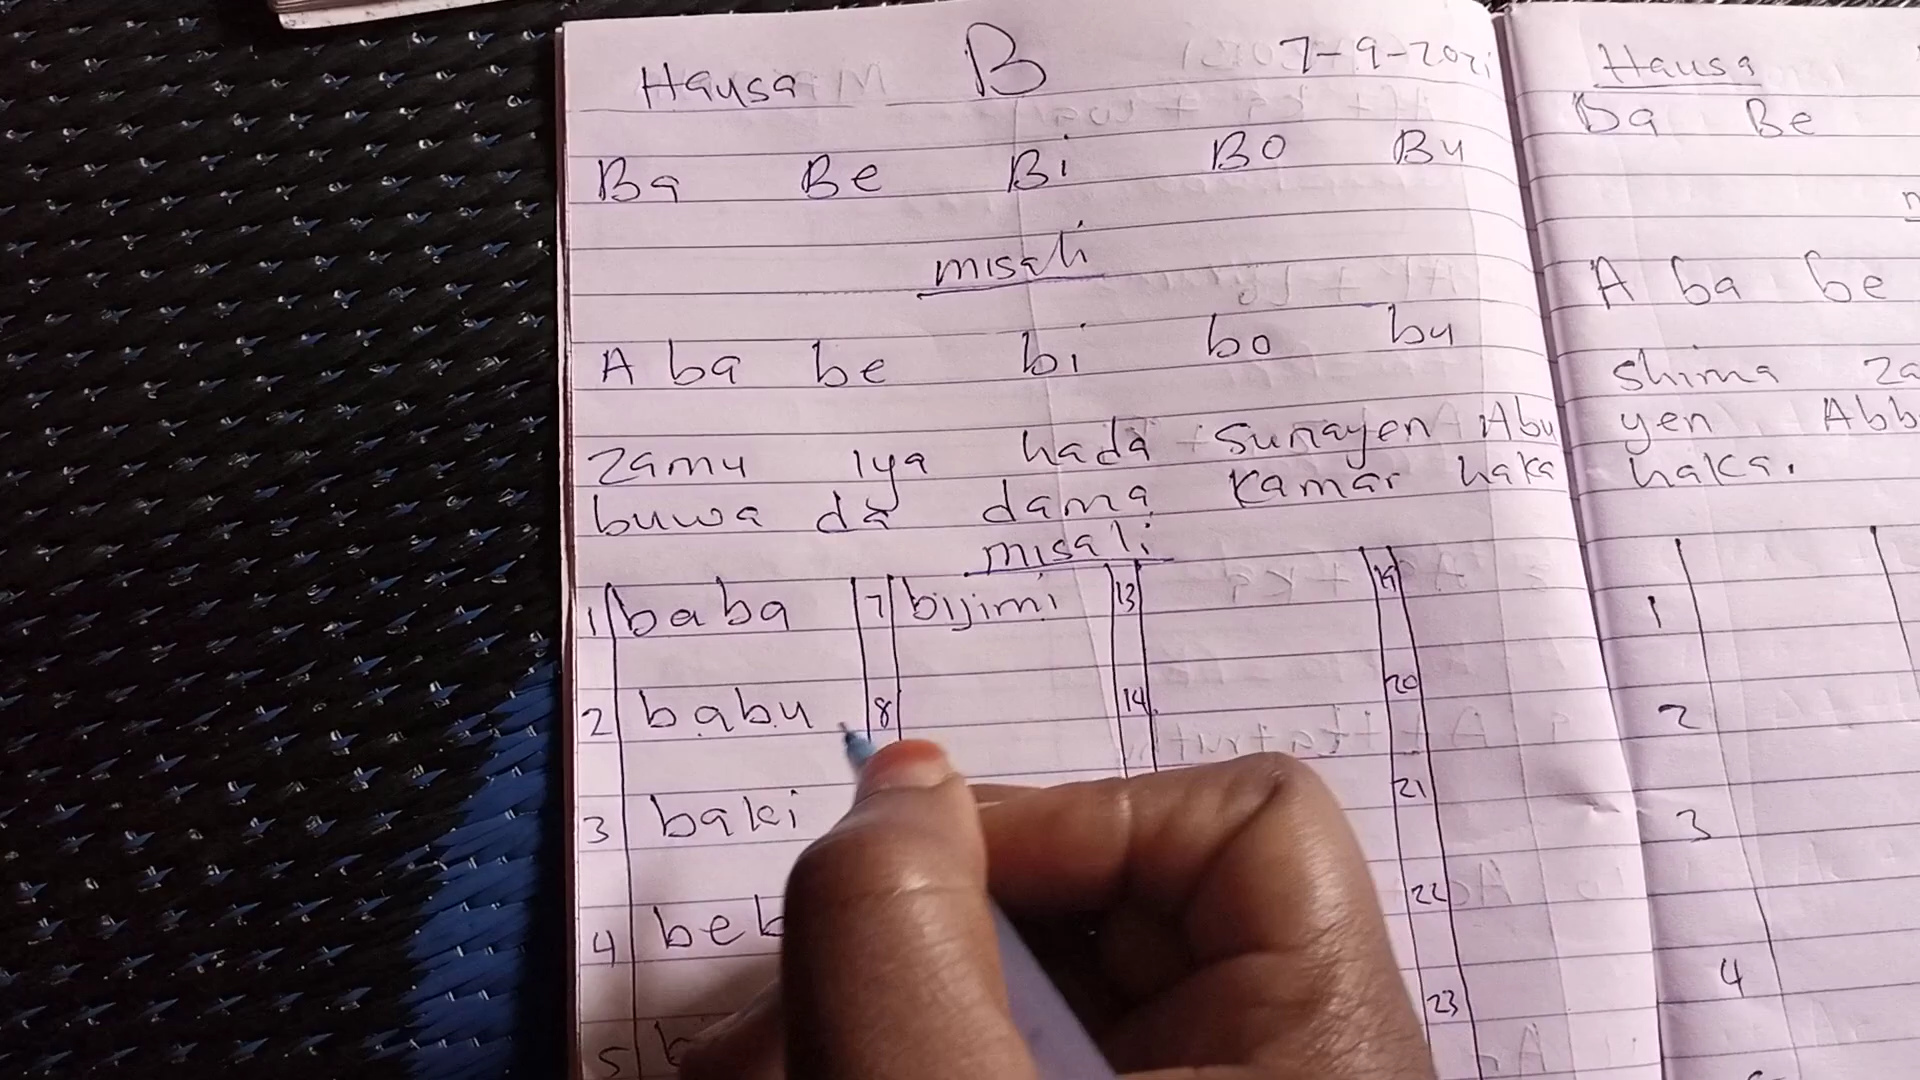 Hausa B 7-9-2021
Ba Be Bi Bo Bu
misali
A ba be bi bo bu
zamu iya hada sunayen Abu
buwa da dama kamar haka
misali
1 baba 7 bijimi 13 19
2 babu 8 14 20
3 baki 21
4 beb 22
5 b 23
Hausa
Ba Be
A ba be
shima za
yen Abb
haka.
1
2
3
4